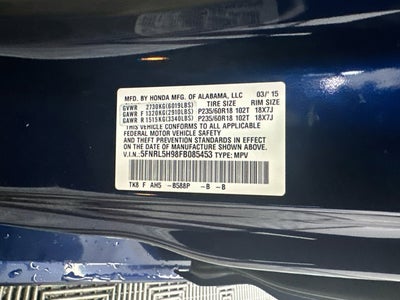 MFD. BY HONDA MFG. OF ALABAMA, LLC 03/'15
GVWR 2730KG(6019LBS) TIRE SIZE RIM SIZE
GAWR F 1320KG(2910LBS) P235/60R18 102T 18X7J
GAWR R 1515KG(3340LBS) P235/60R18 102T 18X7J
THIS VEHICLE CONFORMS TO ALL APPLICABLE
FEDERAL MOTOR VEHICLE SAFETY, BUMPER, AND
THEFT PREVENTION STANDARDS IN EFFECT ON THE
DATE OF MANUFACTURE SHOWN ABOVE.
V.I.N: 5FNRL5H98FB085453 TYPE: MPV
TK8 F AH5 -B588P -B -B